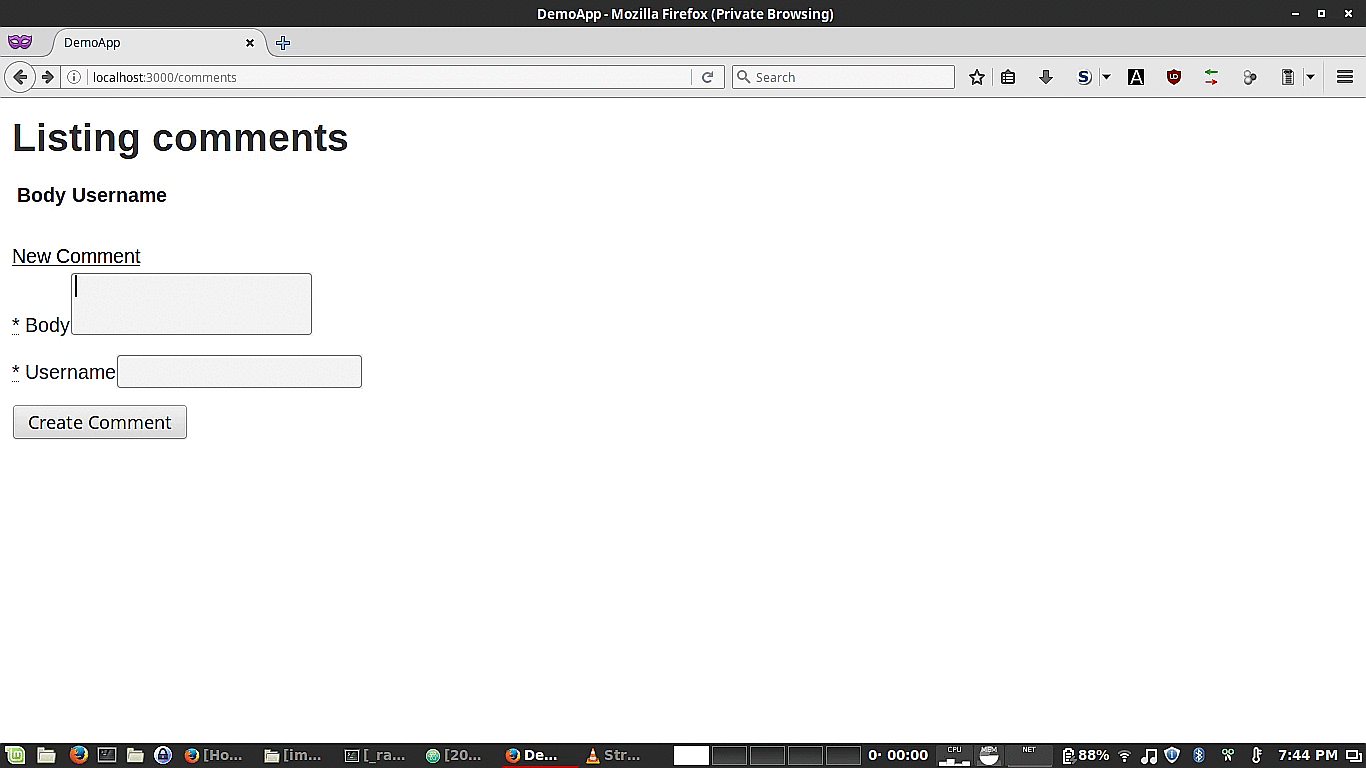 DemoApp - Mozilla Firefox (Private Browsing)
DemoApp
localhost:3000/comments
Search
S
A
Listing comments
Body Username
New Comment
* Body
* Username
Create Comment
[Ho...
[im...
[_ra...
[20...
De...
Str...
0· 00:00
CPU
MEM
NET
88%
7:44 PM